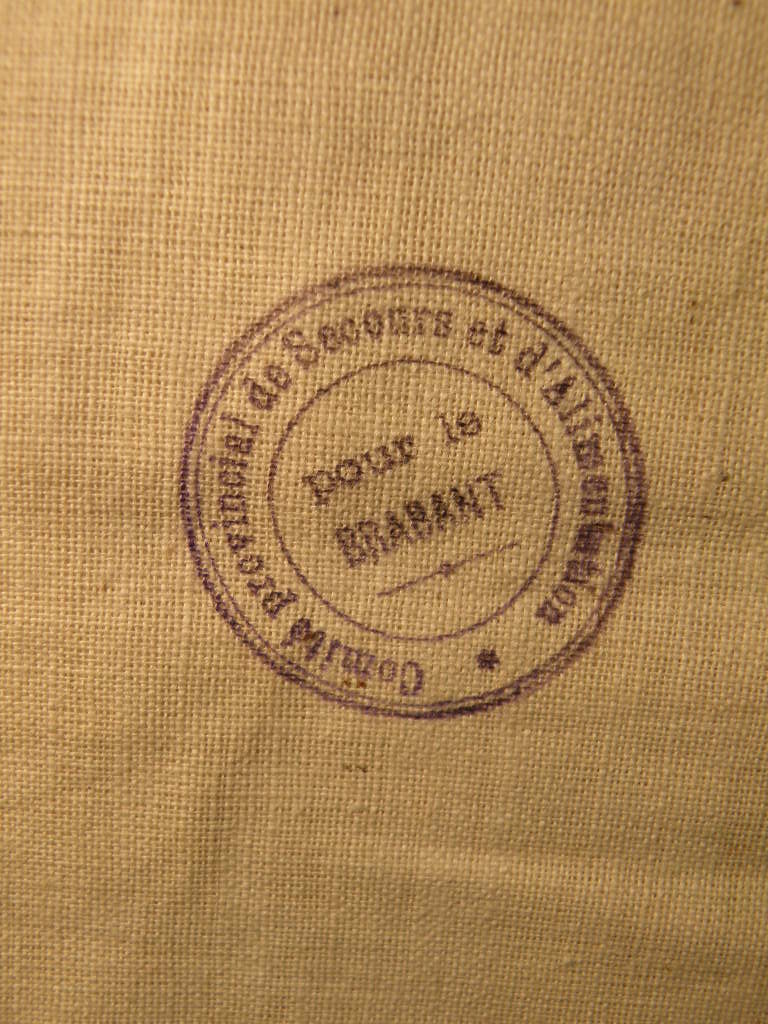 Comité provincial de Secours et d'Alimentation *
pour le
BRABANT